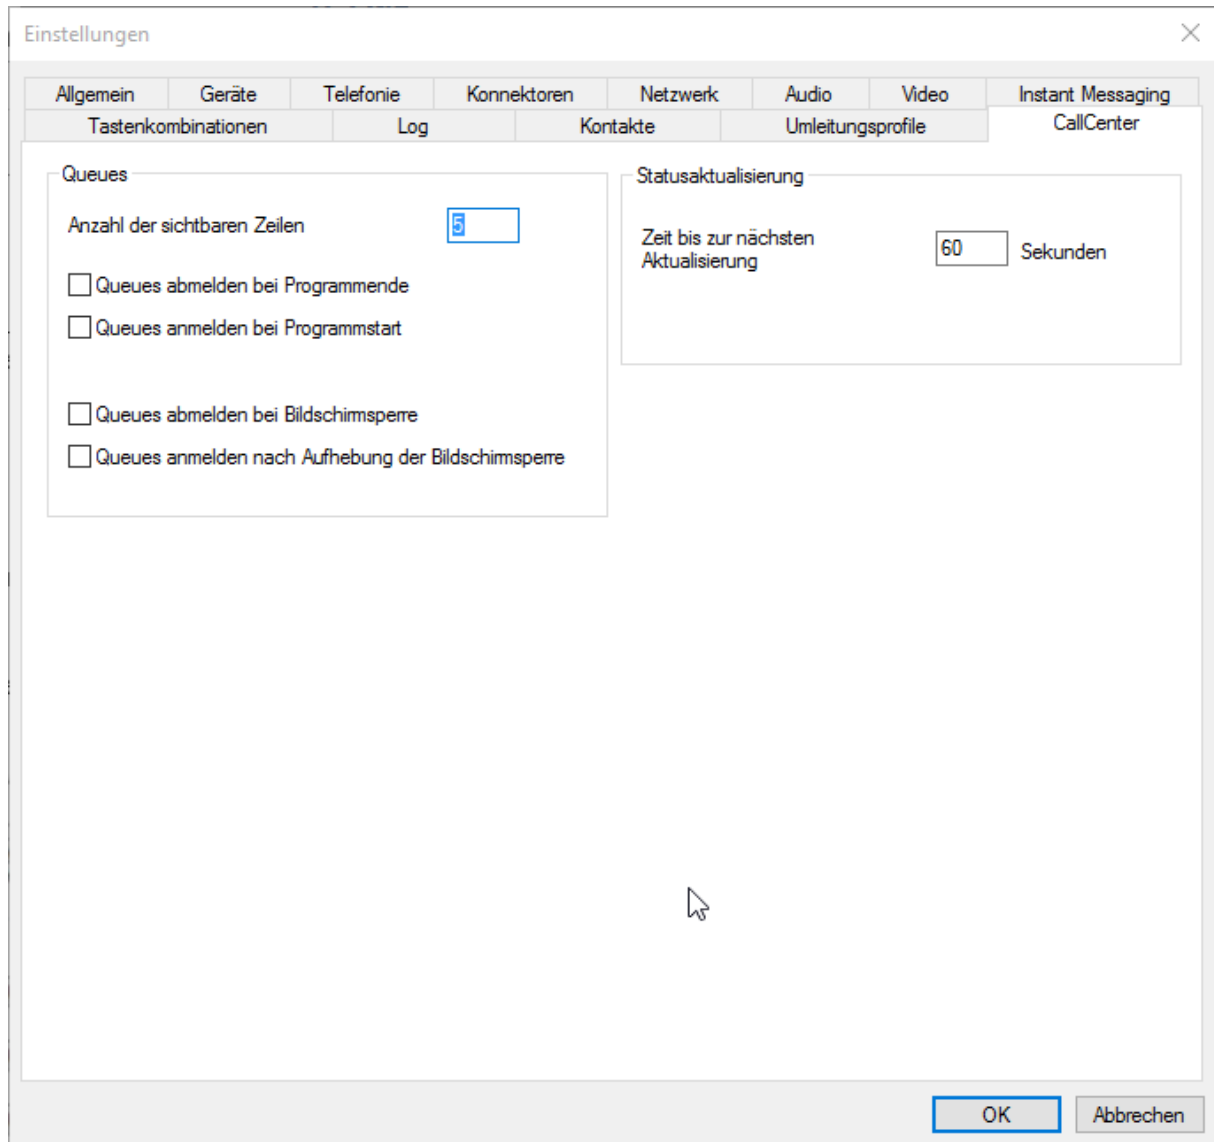 Einstellungen
Allgemein Geräte Telefonie Konnektoren Netzwerk Audio Video Instant Messaging
Tastenkombinationen Log Kontakte Umleitungsprofile CallCenter
Queues
Anzahl der sichtbaren Zeilen 5
Queues abmelden bei Programmende
Queues anmelden bei Programmstart
Queues abmelden bei Bildschimsperre
Queues anmelden nach Aufhebung der Bildschimsperre
Statusaktualisierung
Zeit bis zur nächsten
Aktualisierung
60 Sekunden
OK Abbrechen